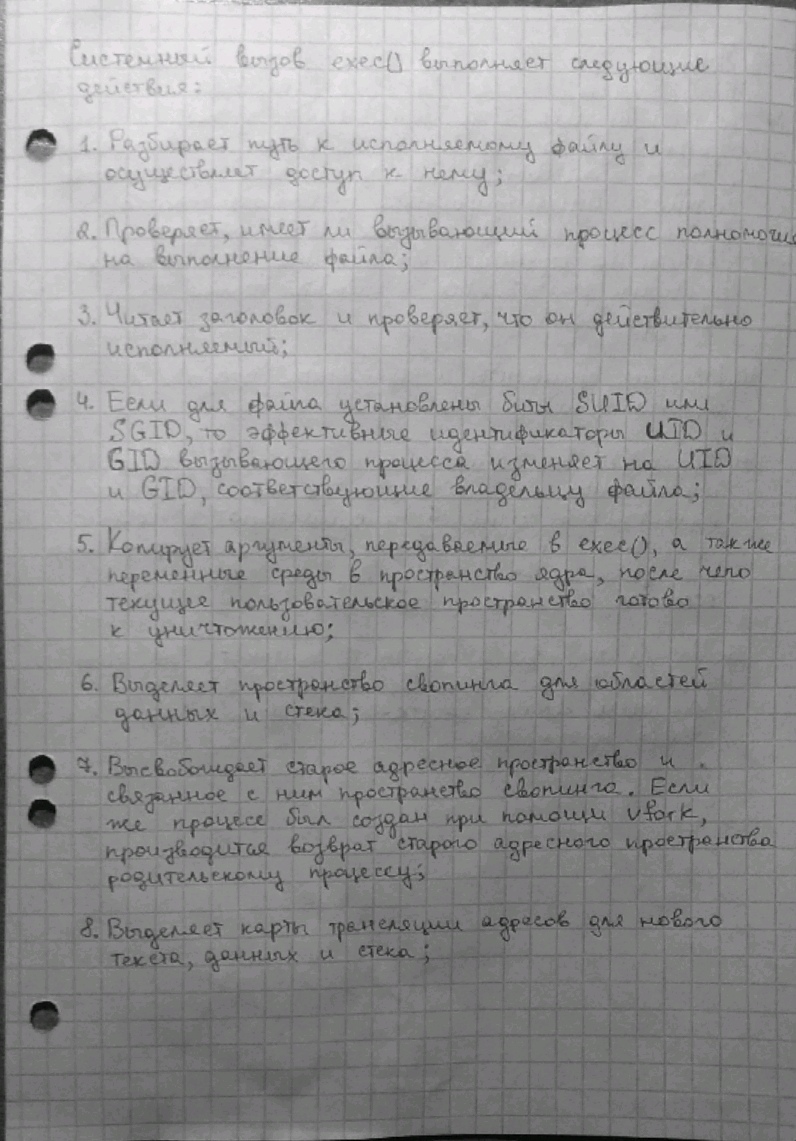 Системный вызов exec() выполняет следующие
действия:
1. Разбирает путь к исполняемому файлу и
осуществляет доступ к нему;
2. Проверяет, имеет ли вызывающий процесс полномочия
на выполнение файла;
3. Читает заголовок и проверяет, что он действительно
исполняемый;
4. Если для файла установлены биты SUID или
SGID, то эффективные идентификаторы UID и
GID вызывающего процесса изменяет на UID
и GID, соответствующие владельцу файла;
5. Копирует аргументы, передаваемые в exec(), а также
переменные среды в пространство ядра, после чего
текущее пользовательское пространство готово
к уничтожению;
6. Выделяет пространство свопинга для областей
данных и стека;
7. Высвобождает старое адресное пространство и
связанное с ним пространство свопинга. Если
же процесс был создан при помощи vfork,
производится возврат старого адресного пространства
родительскому процессу;
8. Выделяет карты трансляции адресов для нового
текста, данных и стека;